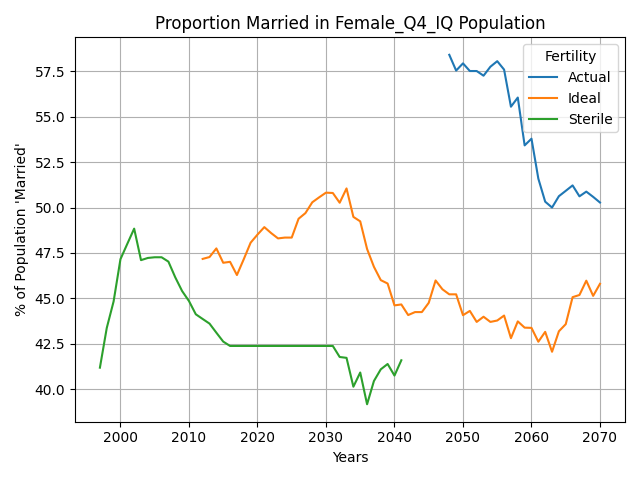 Proportion Married in Female_Q4_IQ Population
% of Population 'Married'
57.5
55.0
52.5
50.0
47.5
45.0
42.5
40.0
Fertility
Actual
Ideal
Sterile
2000 2010 2020 2030 2040 2050 2060 2070
Years